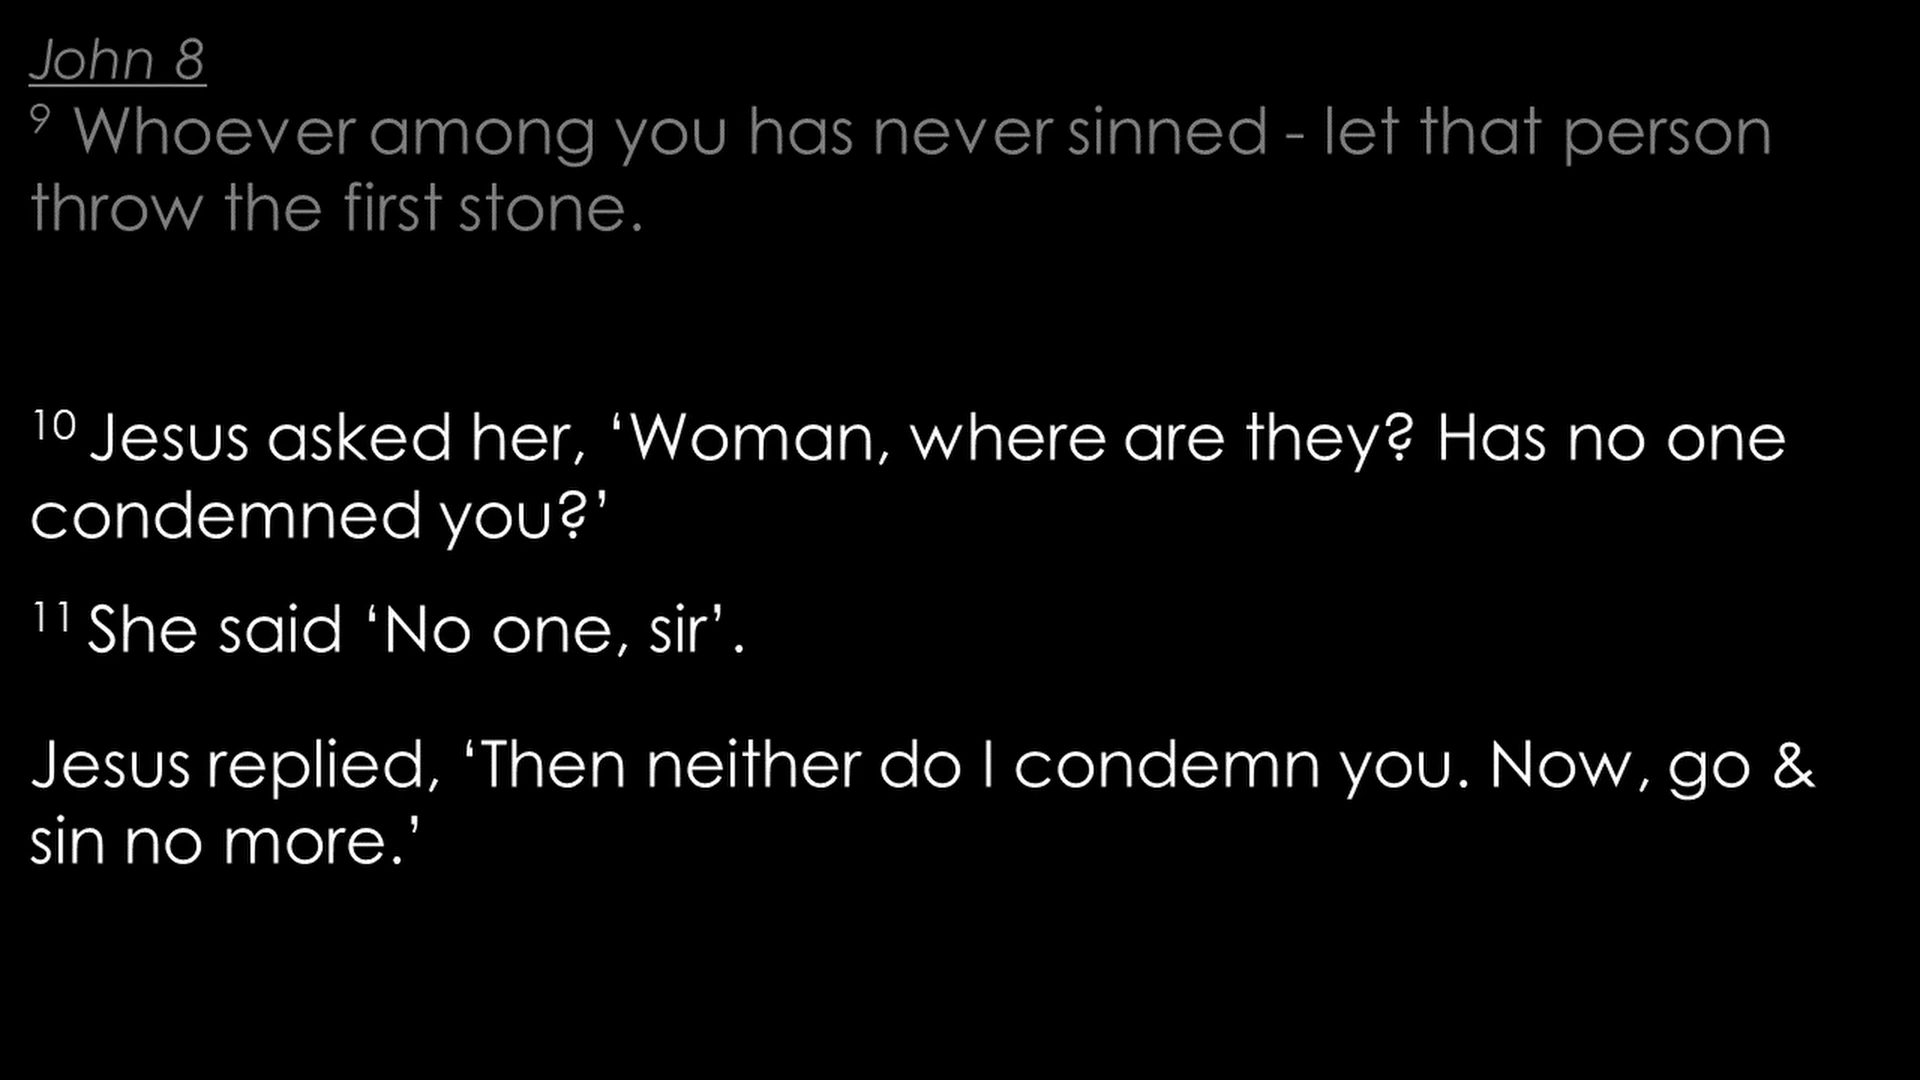 John 8
⁹ Whoever among you has never sinned - let that person
throw the first stone.
¹⁰ Jesus asked her, ‘Woman, where are they? Has no one
condemned you?’
¹¹ She said ‘No one, sir’.
Jesus replied, ‘Then neither do I condemn you. Now, go &
sin no more.’